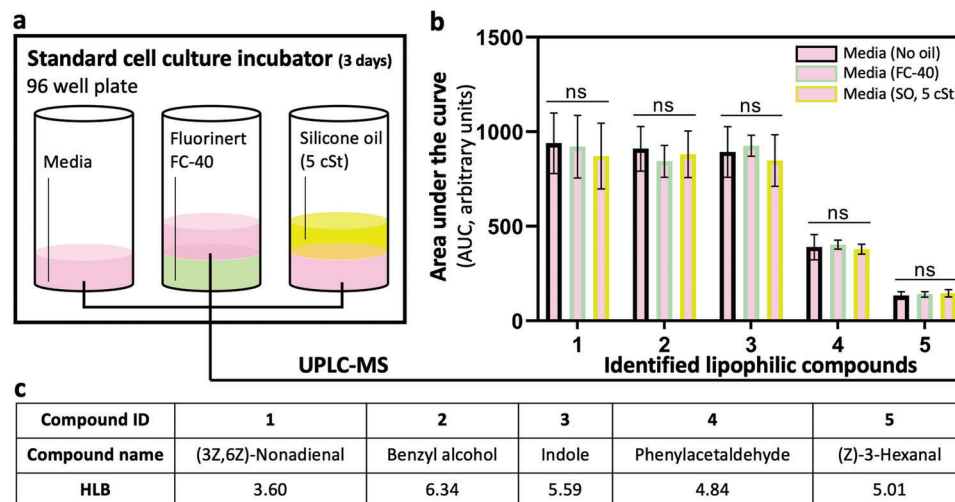 a
Standard cell culture incubator (3 days)
96 well plate
Media
Fluorinert
FC-40
Silicone oil
(5 cSt)
UPLC-MS
b
Area under the curve
(AUC, arbitrary units)
1500
1000
500
0
ns
ns
ns
ns
ns
Media (No oil)
Media (FC-40)
Media (SO, 5 cSt
1 2 3 4 5
Identified lipophilic compounds
c
Compound ID 1 2 3 4 5
Compound name (3Z,6Z)-Nonadienal Benzyl alcohol Indole Phenylacetaldehyde (Z)-3-Hexanal
HLB 3.60 6.34 5.59 4.84 5.01